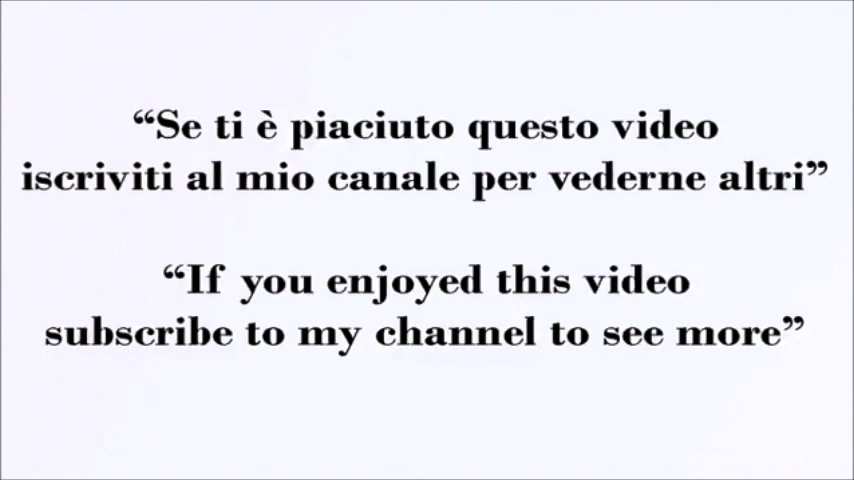 “Se ti è piaciuto questo video
iscriviti al mio canale per vederne altri”
“If you enjoyed this video
subscribe to my channel to see more”